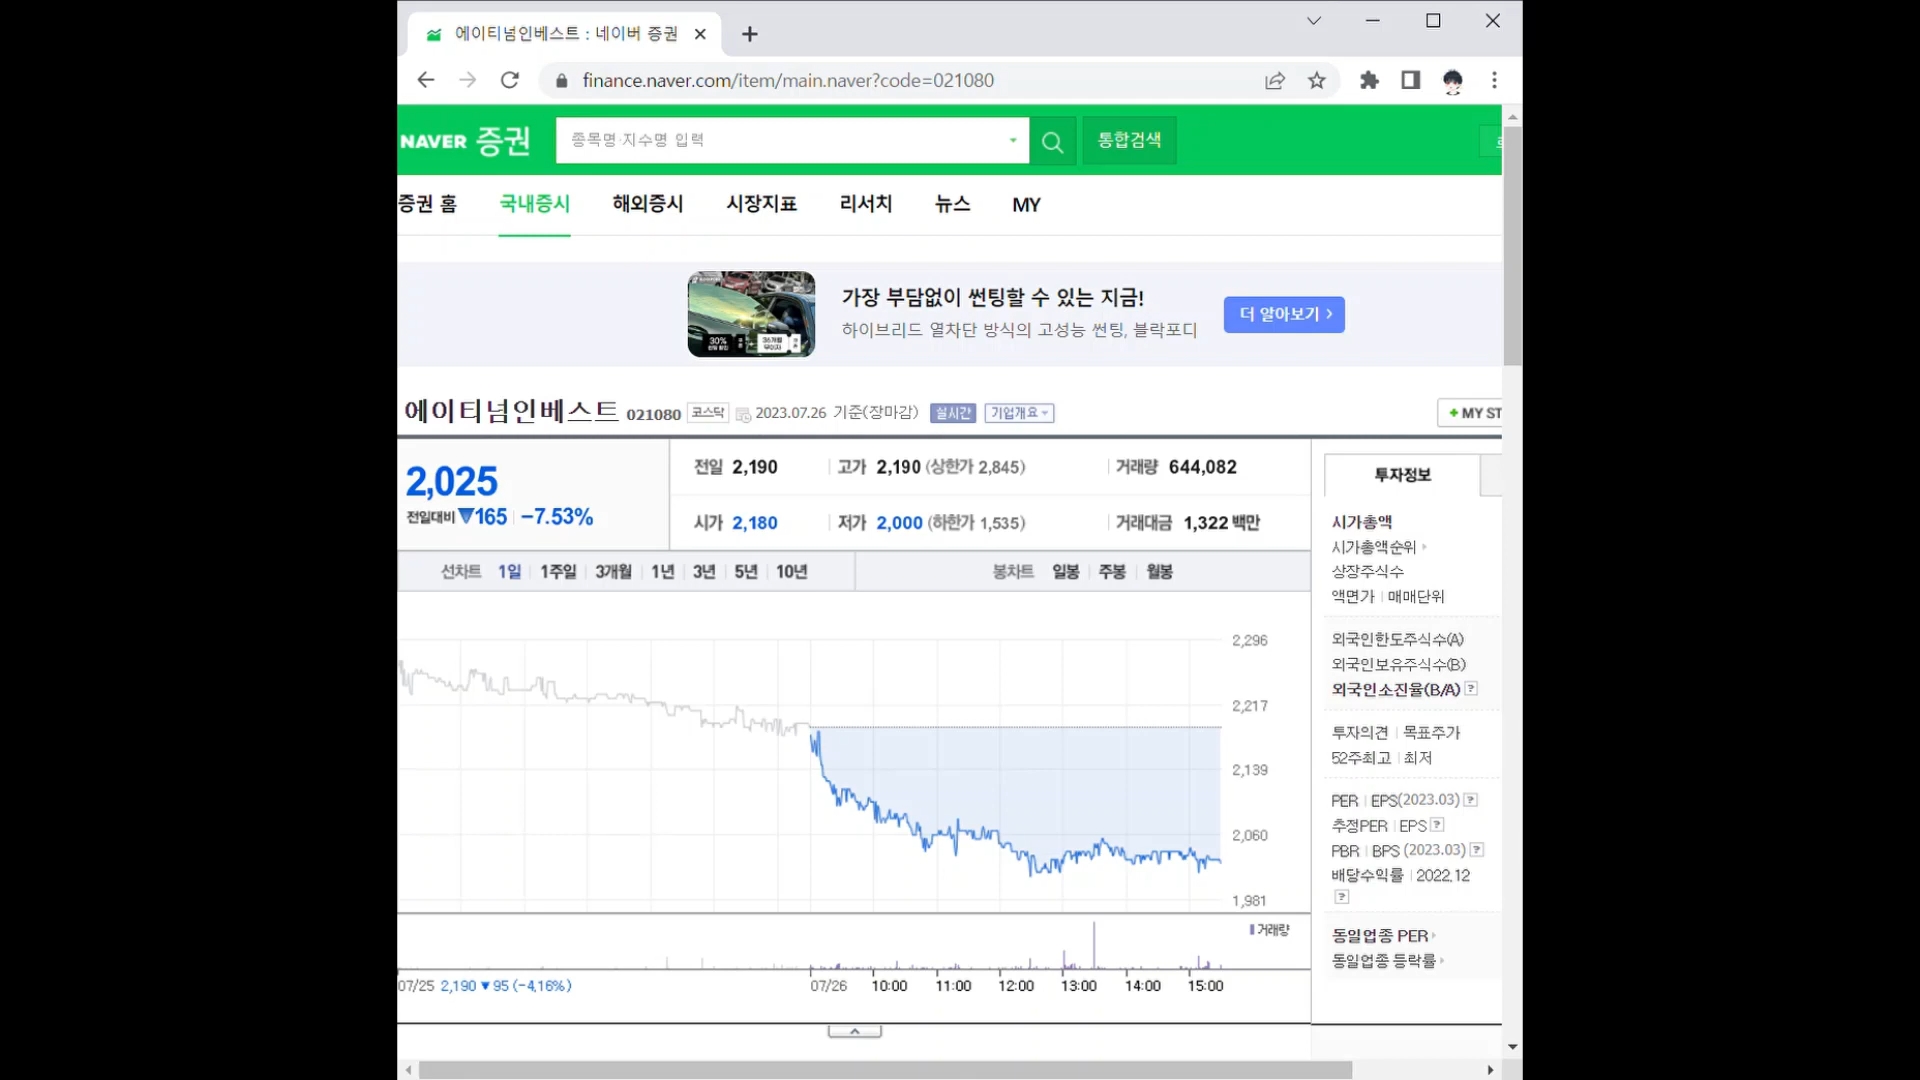 에이티넘인베스트 : 네이버 증권
finance.naver.com/item/main.naver?code=021080
NAVER 증권
종목명·지수명 입력
통합검색
증권 홈 국내증시 해외증시 시장지표 리서치 뉴스 MY
가장 부담없이 썬팅할 수 있는 지금!
하이브리드 열차단 방식의 고성능 썬팅, 블락포디
더 알아보기
30%
36개월
무이자
에이티넘인베스트 021080 코스닥 2023.07.26 기준(장마감) 실시간 기업개요
+ MY ST
2,025
전일대비 ▼165 | −7.53%
전일 2,190 | 고가 2,190 (상한가 2,845) | 거래량 644,082
시가 2,180 | 저가 2,000 (하한가 1,535) | 거래대금 1,322 백만
선차트 1일 1주일 3개월 1년 3년 5년 10년
봉차트 일봉 주봉 월봉
2,296
2,217
2,139
2,060
1,981
거래량
07/25 2,190 ▼ 95 (-4.16%)
07/26 10:00 11:00 12:00 13:00 14:00 15:00
투자정보
시가총액
시가총액순위
상장주식수
액면가 | 매매단위
외국인한도주식수(A)
외국인보유주식수(B)
외국인소진율(B/A) ?
투자의견 | 목표주가
52주최고 | 최저
PER | EPS(2023.03) ?
추정PER | EPS ?
PBR | BPS (2023.03) ?
배당수익률 | 2022.12
?
동일업종 PER
동일업종 등락률